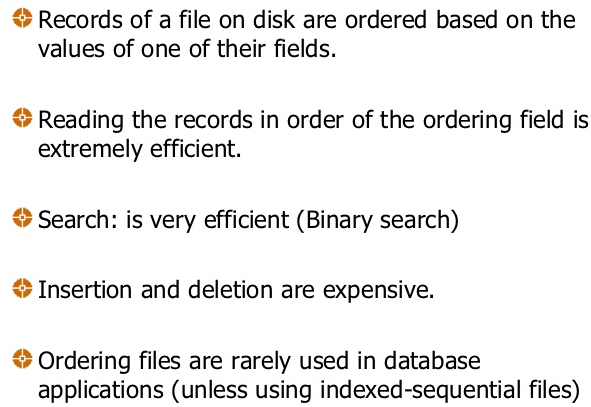 Records of a file on disk are ordered based on the
values of one of their fields.
Reading the records in order of the ordering field is
extremely efficient.
Search: is very efficient (Binary search)
Insertion and deletion are expensive.
Ordering files are rarely used in database
applications (unless using indexed-sequential files)